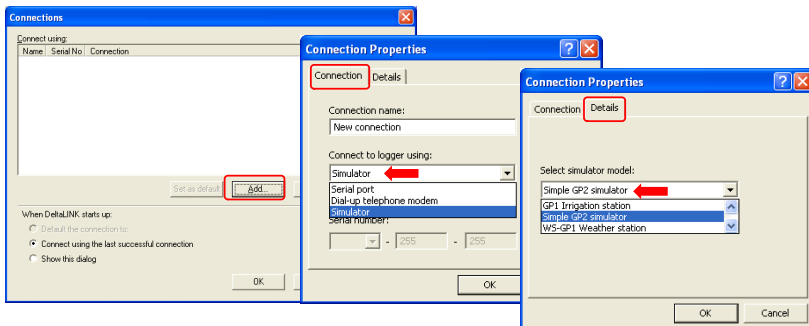 Connections
Connect using:
Name Serial No Connection
Set as default Add...
When DeltaLINK starts up:
Default the connection to:
Connect using the last successful connection
Show this dialog
OK
Connection Properties
Connection Details
Connection name:
New connection
Connect to logger using:
Simulator
Serial port
Dial-up telephone modem
Simulator
Serial number:
- 255 - 255
OK
Connection Properties
Connection Details
Select simulator model:
Simple GP2 simulator
GP1 Irrigation station
Simple GP2 simulator
WS-GP1 Weather station
OK Cancel